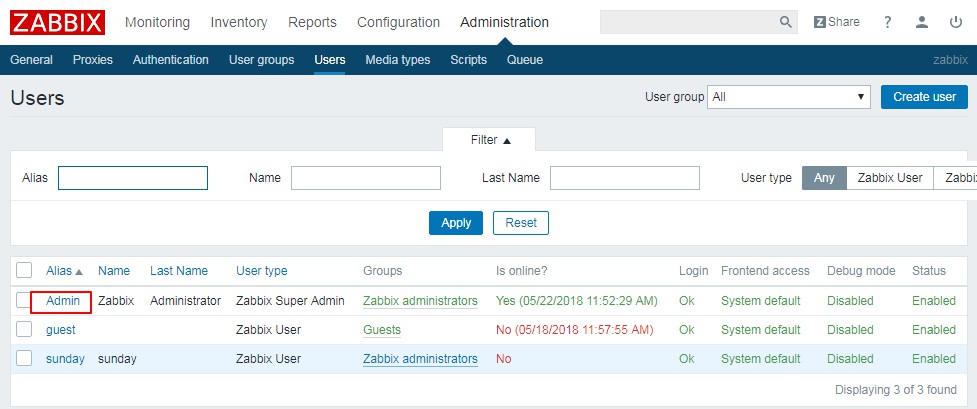 ZABBIX Monitoring Inventory Reports Configuration Administration Share ?
General Proxies Authentication User groups Users Media types Scripts Queue zabbix
Users User group All Create user
Filter
Alias Name Last Name User type Any Zabbix User Zabbi
Apply Reset
Alias Name Last Name User type Groups Is online? Login Frontend access Debug mode Status
Admin Zabbix Administrator Zabbix Super Admin Zabbix administrators Yes (05/22/2018 11:52:29 AM) Ok System default Disabled Enabled
guest Zabbix User Guests No (05/18/2018 11:57:55 AM) Ok System default Disabled Enabled
sunday sunday Zabbix User Zabbix administrators No Ok System default Disabled Enabled
Displaying 3 of 3 found